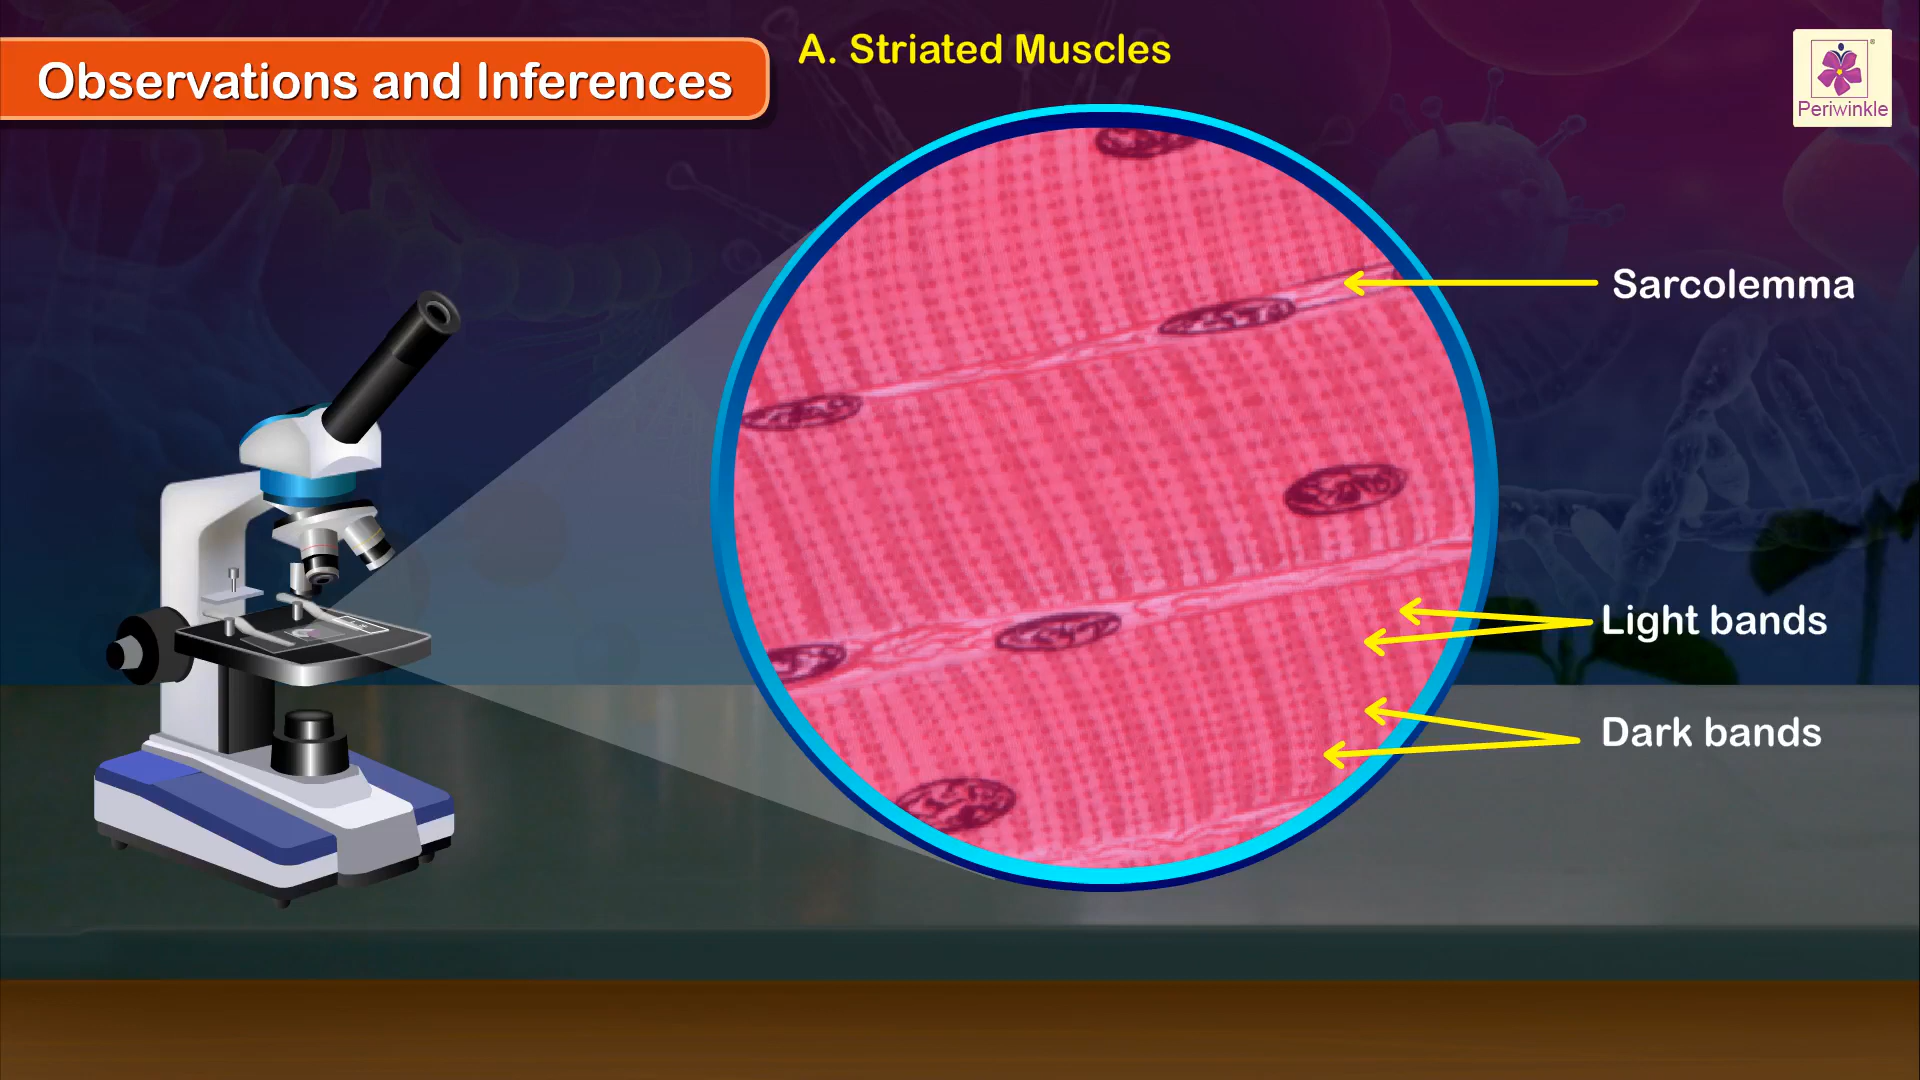 Observations and Inferences
A. Striated Muscles
Periwinkle
Sarcolemma
Light bands
Dark bands